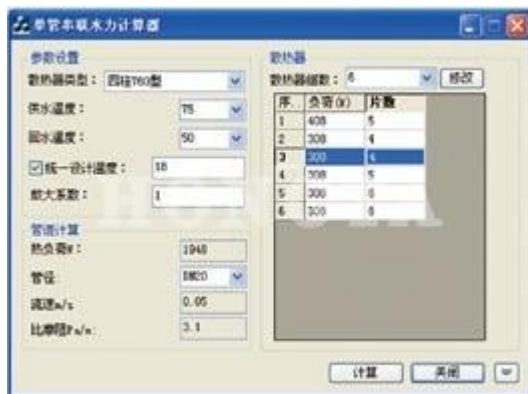 单管串联水力计算器
参数设置
散热器类型： 四柱760型
供水温度： 75
回水温度： 50
统一设计温度： 18
放大系数： 1
管道计算
热负荷W： 1948
管径： DN20
流速m/s 0.05
比摩阻Pa/m: 3.1
散热器
散热器组数： 6 修改
序. 负荷(W) 片数
1 408 5
2 308 4
3 308 4
4 308 5
5 308 6
6 308 6
计算 关闭